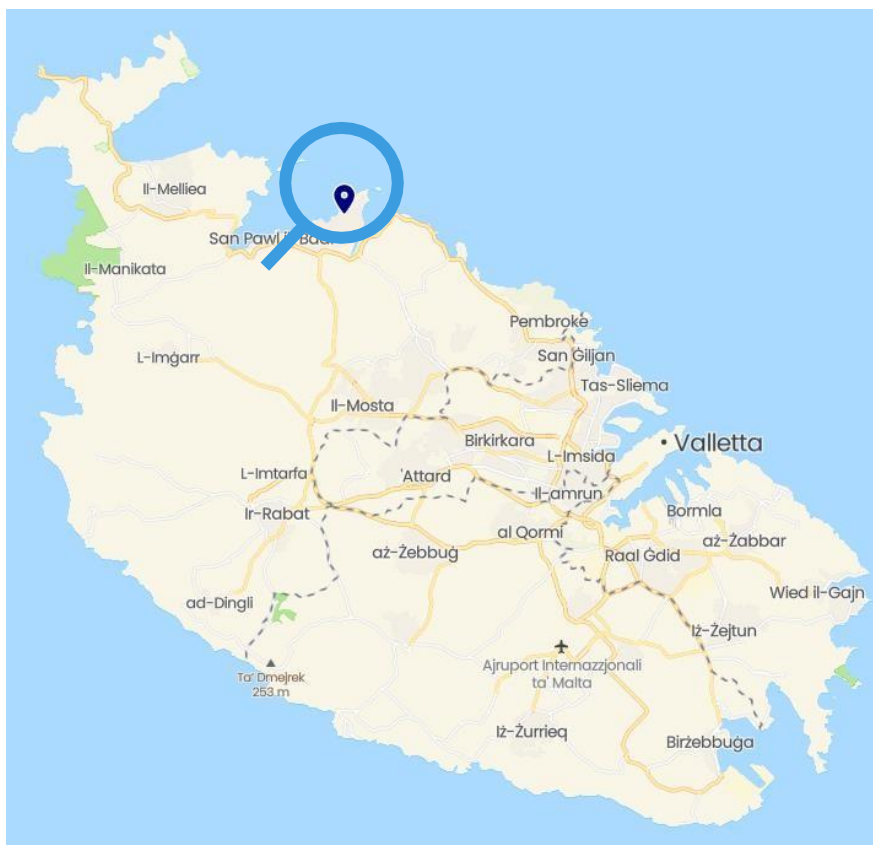 Il-Melliea
San Pawl il-Baħar
Il-Manikata
Pembroke
L-Imġarr
San Ġiljan
Tas-Sliema
Il-Mosta
Birkirkara
Valletta
L-Imsida
L-Imtarfa
'Attard
Il-amrun
Ir-Rabat
Bormla
al Qormi
aż-Żabbar
aż-Żebbuġ
Raal Ġdid
Wied il-Gajn
ad-Dingli
Iż-Żejtun
Ta' Dmejrek
253 m
Ajruport Internazzjonali
ta' Malta
Iż-Żurrieq
Birżebbuġa